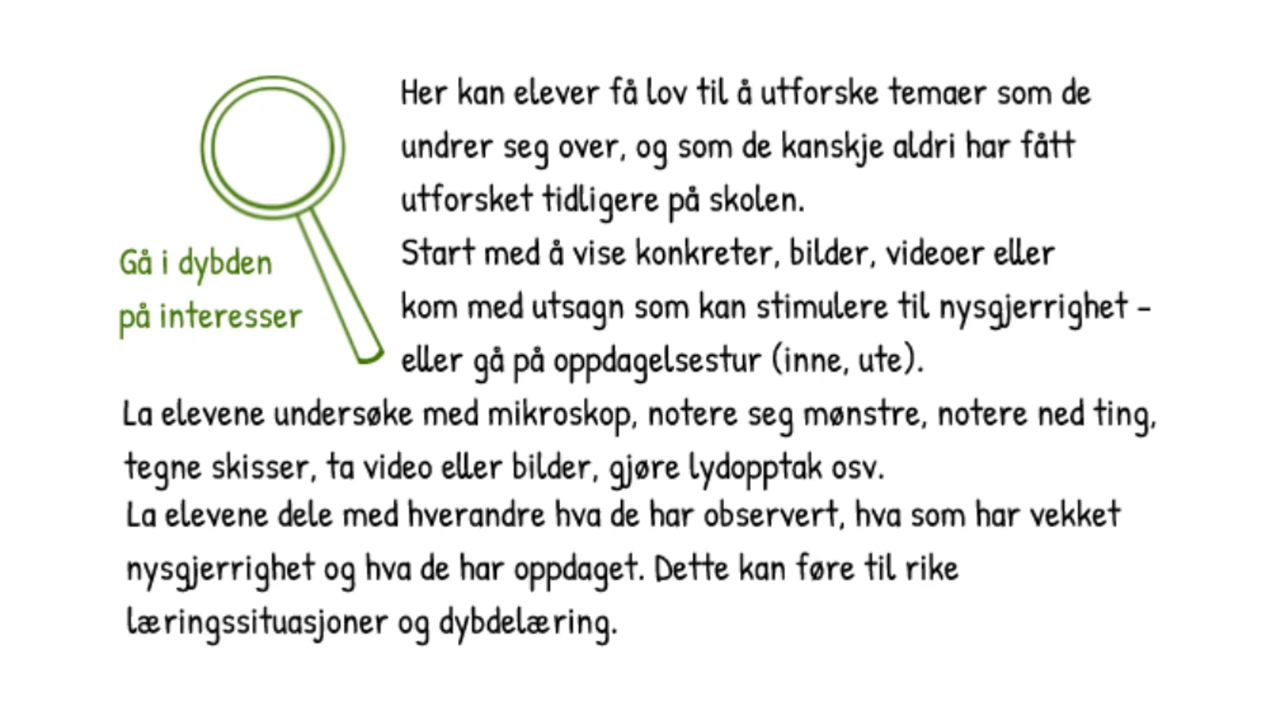 Her kan elever få lov til å utforske temaer som de
undrer seg over, og som de kanskje aldri har fått
utforsket tidligere på skolen.
Gå i dybden
på interesser
Start med å vise konkreter, bilder, videoer eller
kom med utsagn som kan stimulere til nysgjerrighet –
eller gå på oppdagelsestur (inne, ute).
La elevene undersøke med mikroskop, notere seg mønstre, notere ned ting,
tegne skisser, ta video eller bilder, gjøre lydopptak osv.
La elevene dele med hverandre hva de har observert, hva som har vekket
nysgjerrighet og hva de har oppdaget. Dette kan føre til rike
læringssituasjoner og dybdelæring.